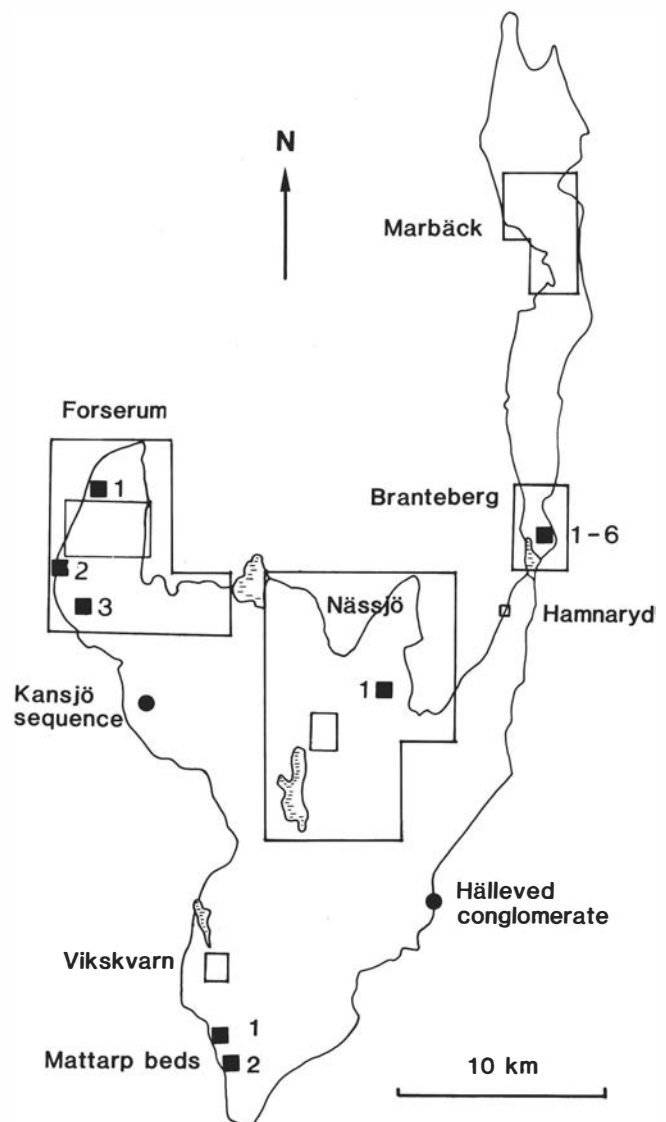 N
Marbäck
Forserum
1
Branteberg
1-6
2
3
Nässjö
Hamnaryd
1
Kansjö
sequence
Hälleved
conglomerate
Vikskvarn
1
Mattarp beds
2
10 km